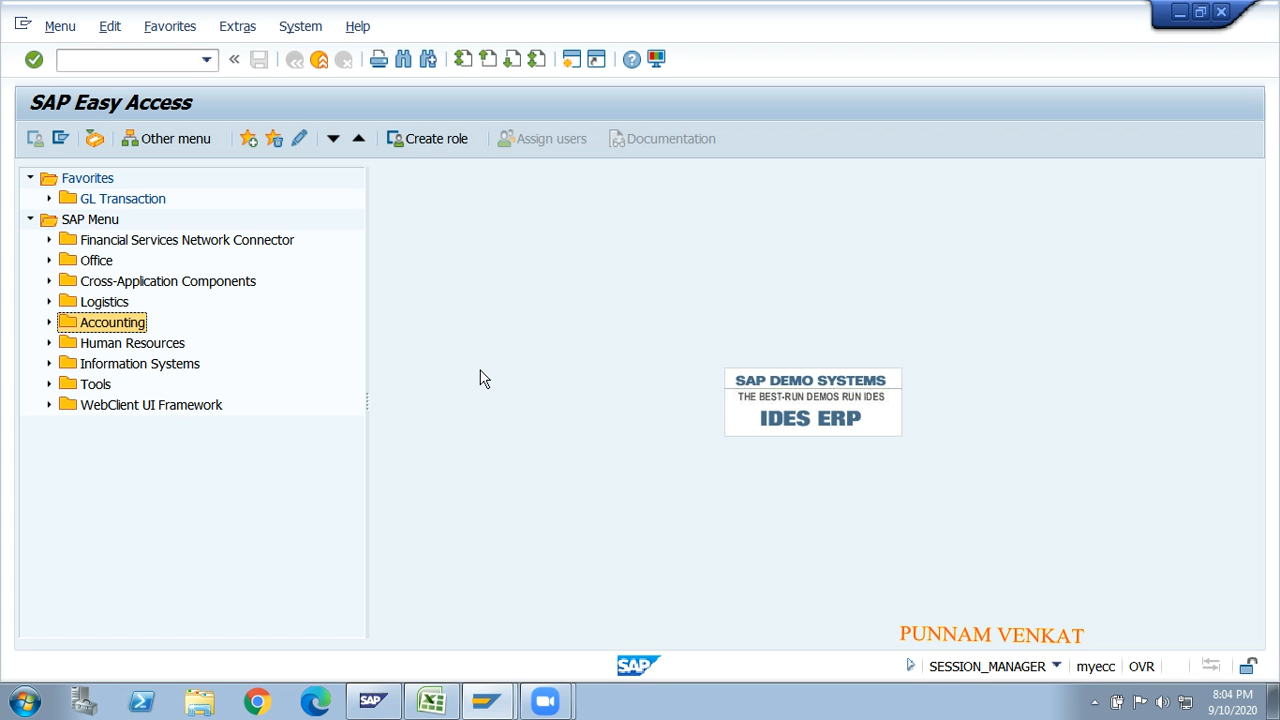 Menu Edit Favorites Extras System Help
SAP Easy Access
Other menu Create role Assign users Documentation
Favorites
GL Transaction
SAP Menu
Financial Services Network Connector
Office
Cross-Application Components
Logistics
Accounting
Human Resources
Information Systems
Tools
WebClient UI Framework
SAP DEMO SYSTEMS
THE BEST-RUN DEMOS RUN IDES
IDES ERP
PUNNAM VENKAT
SAP SESSION_MANAGER myecc OVR
SAP
8:04 PM
9/10/2020